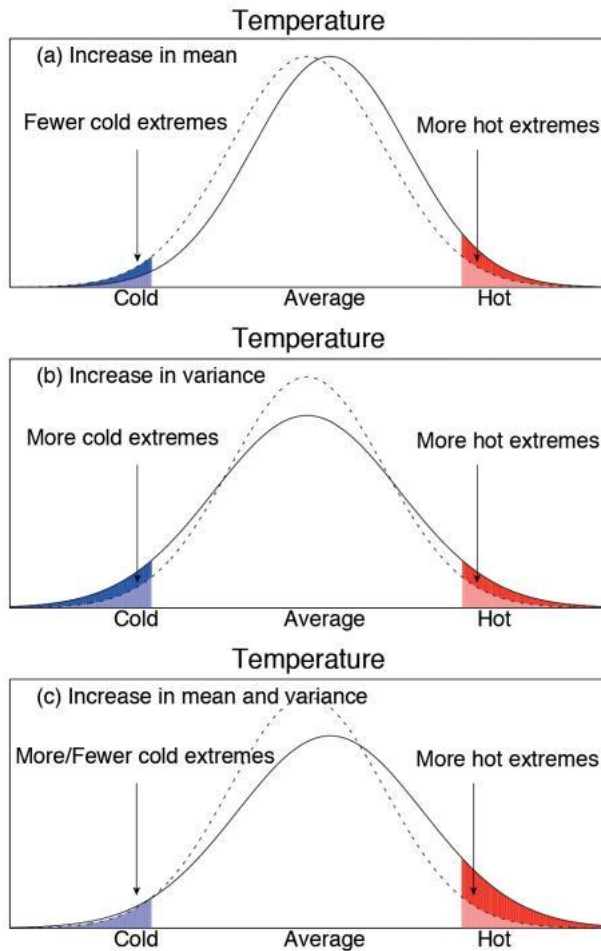 Temperature
(a) Increase in mean
Fewer cold extremes
More hot extremes
Cold Average Hot
Temperature
(b) Increase in variance
More cold extremes
More hot extremes
Cold Average Hot
Temperature
(c) Increase in mean and variance
More/Fewer cold extremes
More hot extremes
Cold Average Hot